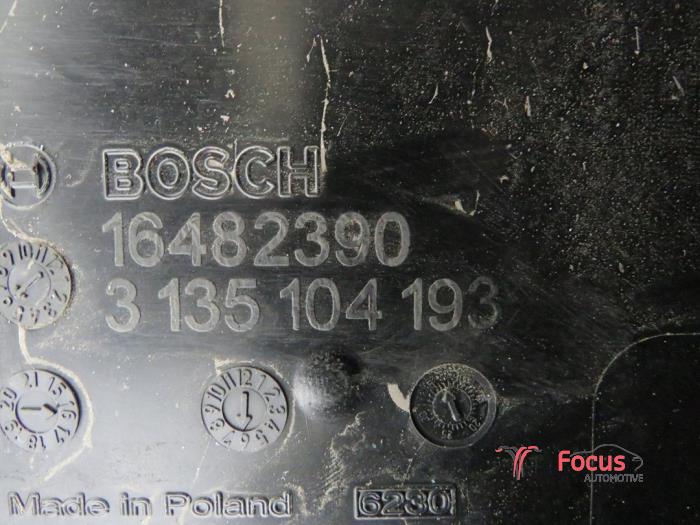 BOSCH
16482390
3 135 104 193
Made in Poland 6230
Focus
AUTOMOTIVE